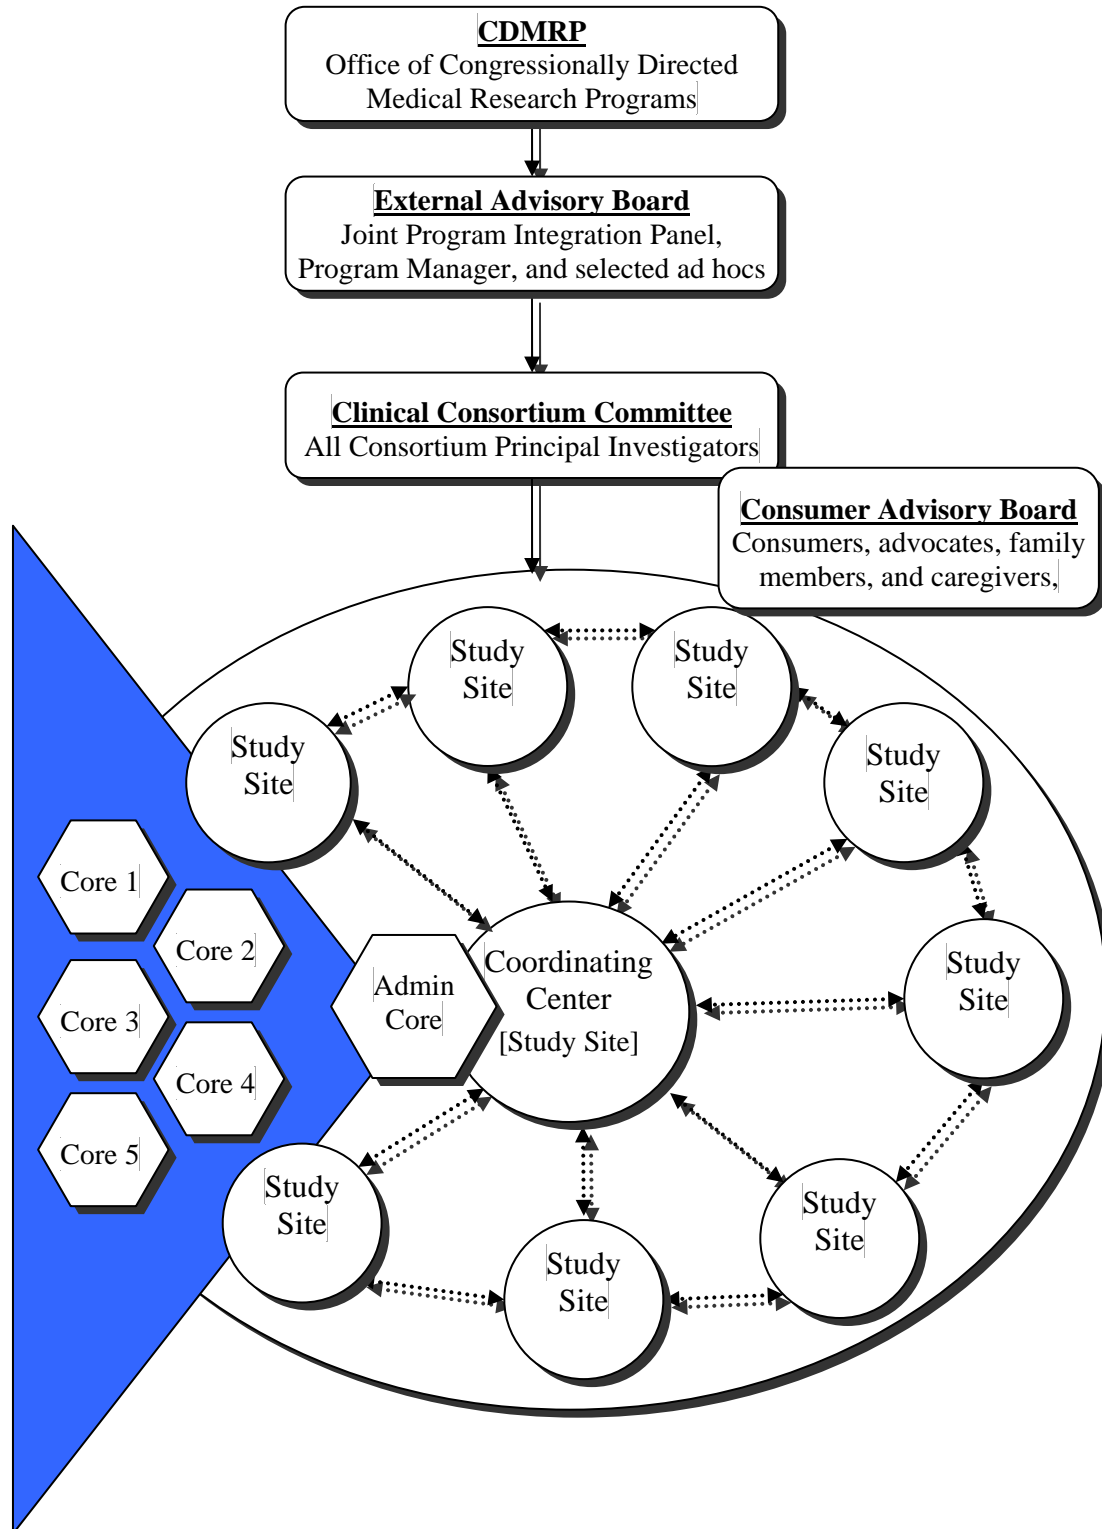 CDMRP
Office of Congressionally Directed
Medical Research Programs
External Advisory Board
Joint Program Integration Panel,
Program Manager, and selected ad hocs
Clinical Consortium Committee
All Consortium Principal Investigators
Consumer Advisory Board
Consumers, advocates, family
members, and caregivers,
Study
Site
Study
Site
Study
Site
Study
Site
Core 1
Core 2
Core 3
Core 4
Core 5
Admin
Core
Coordinating
Center
[Study Site]
Study
Site
Study
Site
Study
Site
Study
Site